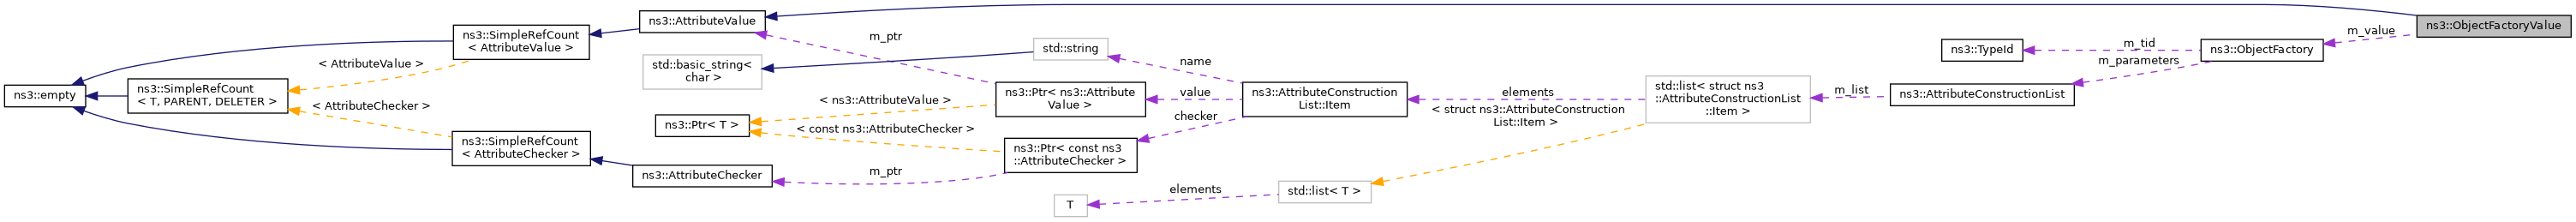 ns3::empty
ns3::SimpleRefCount
< T, PARENT, DELETER >
ns3::SimpleRefCount
< AttributeValue >
< AttributeValue >
< AttributeChecker >
ns3::SimpleRefCount
< AttributeChecker >
ns3::AttributeValue
std::basic_string<
char >
ns3::Ptr< T >
ns3::AttributeChecker
m_ptr
< ns3::AttributeValue >
< const ns3::AttributeChecker >
m_ptr
std::string
ns3::Ptr< ns3::Attribute
Value >
ns3::Ptr< const ns3
::AttributeChecker >
T
name
value
checker
elements
ns3::AttributeConstruction
List::Item
std::list< T >
elements
< struct ns3::AttributeConstruction
List::Item >
std::list< struct ns3
::AttributeConstructionList
::Item >
m_list
ns3::TypeId
ns3::AttributeConstructionList
m_tid
m_parameters
ns3::ObjectFactory
m_value
ns3::ObjectFactoryValue